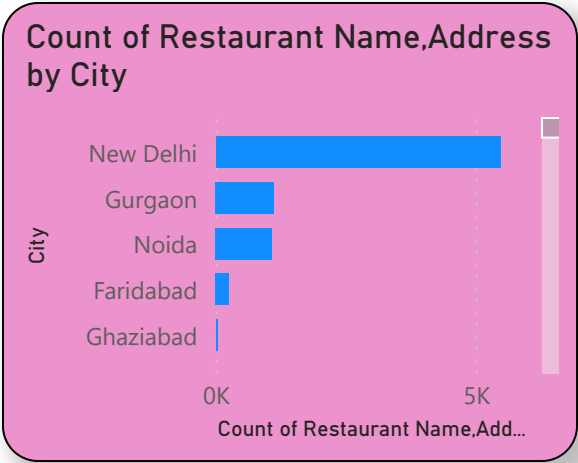 Count of Restaurant Name,Address
by City
City
New Delhi
Gurgaon
Noida
Faridabad
Ghaziabad
0K 5K
Count of Restaurant Name,Add...